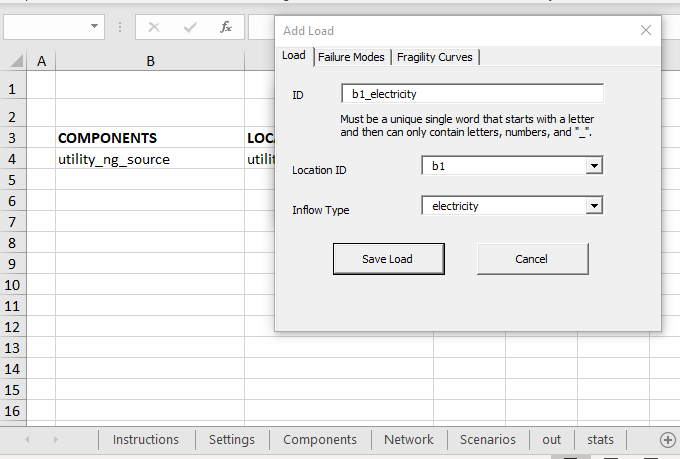 Add Load
fx
Load Failure Modes Fragility Curves
A B
ID b1_electricity
Must be a unique single word that starts with a letter
and then can only contain letters, numbers, and "_".
Location ID b1
Inflow Type electricity
Save Load Cancel
1
2
3 COMPONENTS LOC
4 utility_ng_source utilit
5
6
7
8
9
10
11
12
13
14
15
16
Instructions Settings Components Network Scenarios out stats